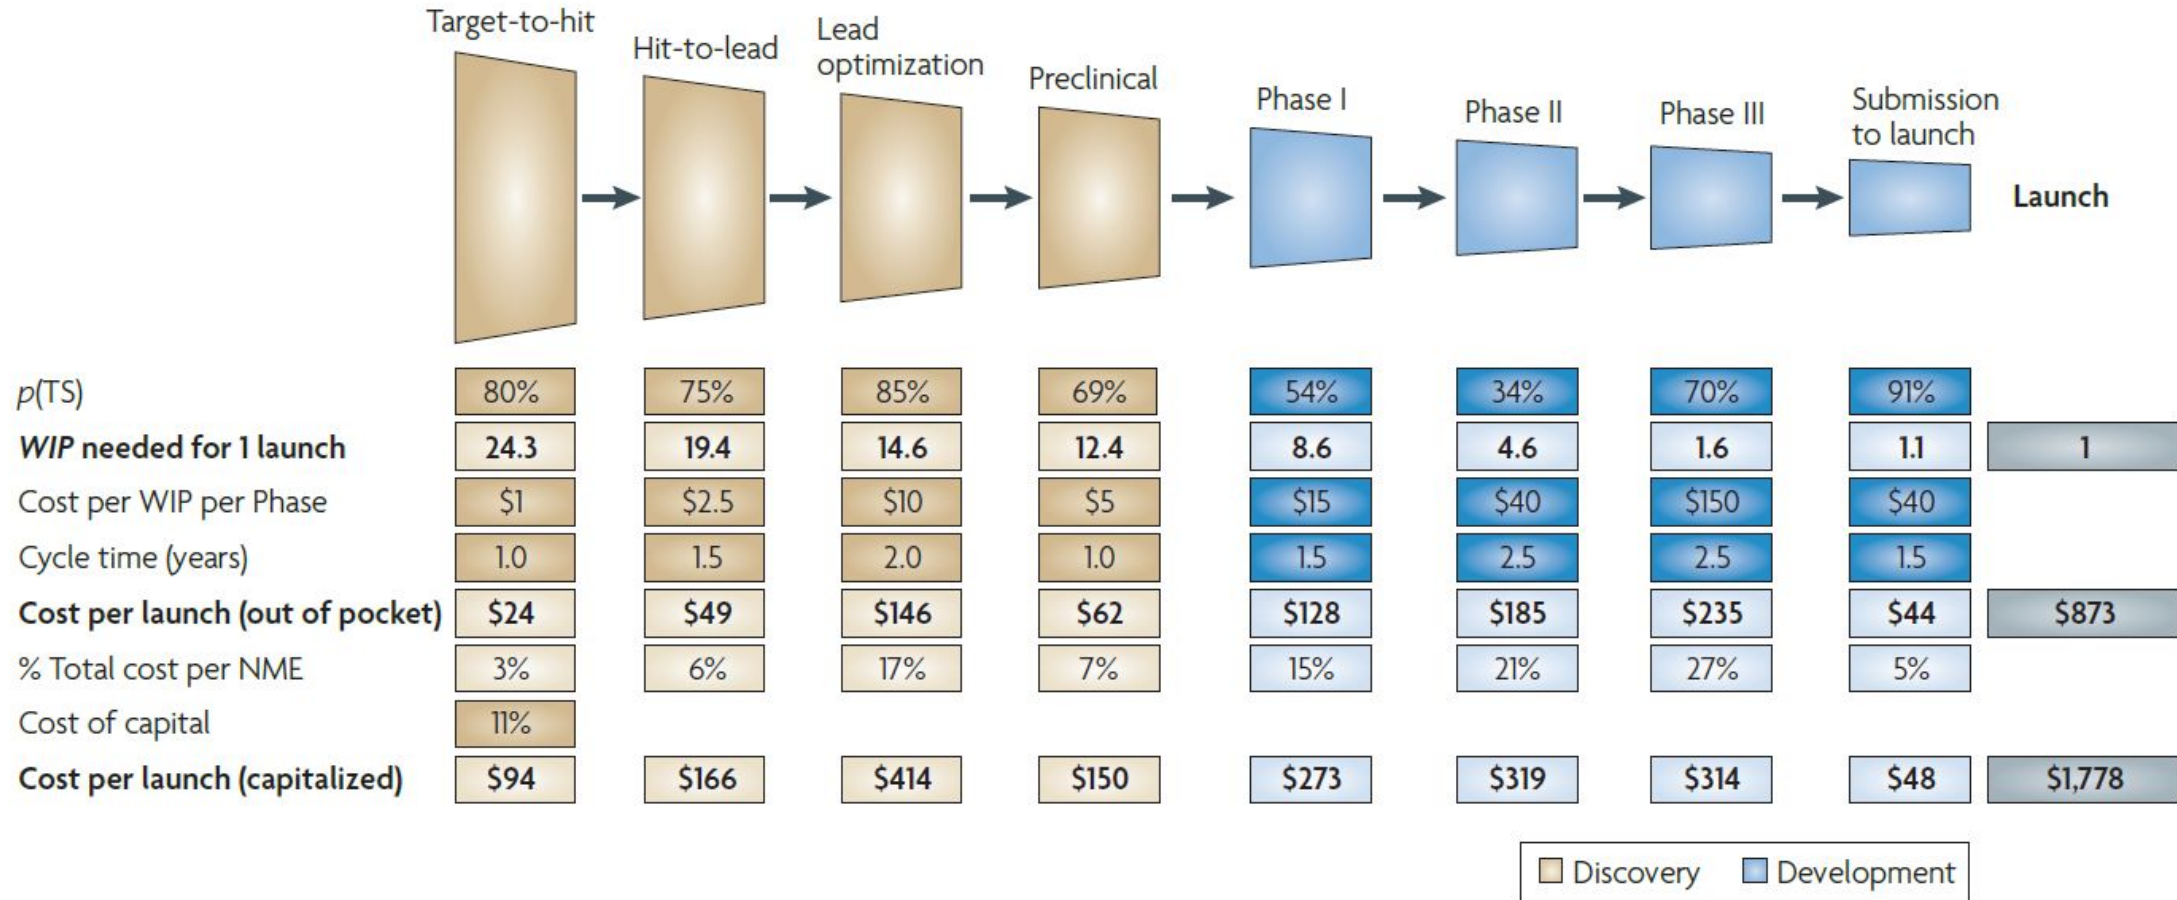 Target-to-hit
Hit-to-lead
Lead
optimization
Preclinical
Phase I
Phase II
Phase III
Submission
to launch
Launch
p(TS) 80% 75% 85% 69% 54% 34% 70% 91%
WIP needed for 1 launch 24.3 19.4 14.6 12.4 8.6 4.6 1.6 1.1 1
Cost per WIP per Phase $1 $2.5 $10 $5 $15 $40 $150 $40
Cycle time (years) 1.0 1.5 2.0 1.0 1.5 2.5 2.5 1.5
Cost per launch (out of pocket) $24 $49 $146 $62 $128 $185 $235 $44 $873
% Total cost per NME 3% 6% 17% 7% 15% 21% 27% 5%
Cost of capital 11%
Cost per launch (capitalized) $94 $166 $414 $150 $273 $319 $314 $48 $1,778
Discovery Development